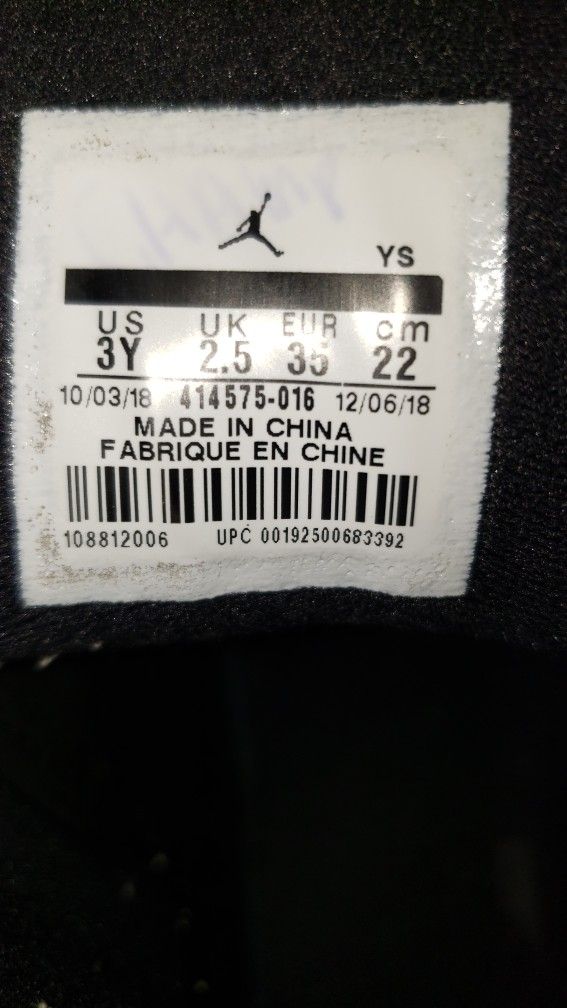 YS
US UK EUR cm
3Y 2.5 35 22
10/03/18 414575-016 12/06/18
MADE IN CHINA
FABRIQUE EN CHINE
108812006 UPC 00192500683392